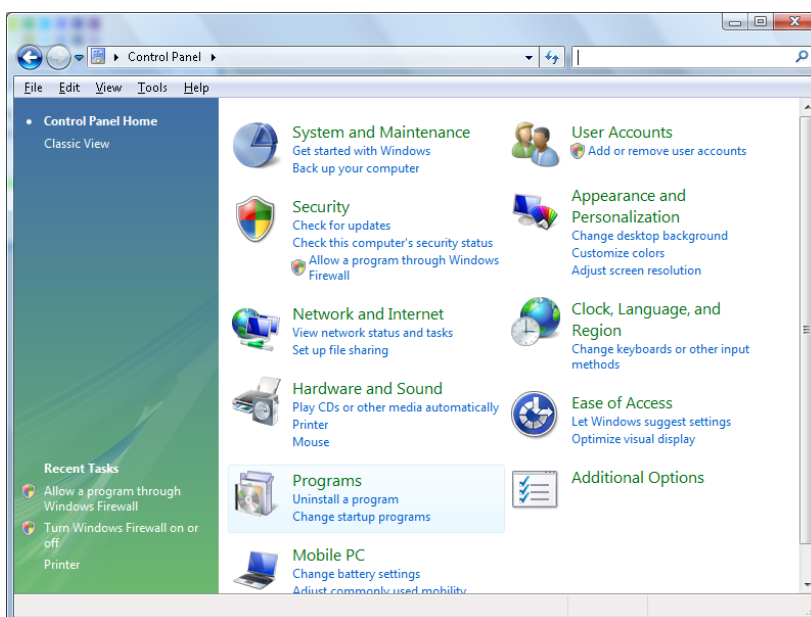 Control Panel
File Edit View Tools Help
Control Panel Home
Classic View
System and Maintenance
Get started with Windows
Back up your computer
Security
Check for updates
Check this computer's security status
Allow a program through Windows
Firewall
Network and Internet
View network status and tasks
Set up file sharing
Hardware and Sound
Play CDs or other media automatically
Printer
Mouse
Programs
Uninstall a program
Change startup programs
Mobile PC
Change battery settings
Adjust commonly used mobility
User Accounts
Add or remove user accounts
Appearance and
Personalization
Change desktop background
Customize colors
Adjust screen resolution
Clock, Language, and
Region
Change keyboards or other input
methods
Ease of Access
Let Windows suggest settings
Optimize visual display
Additional Options
Recent Tasks
Allow a program through
Windows Firewall
Turn Windows Firewall on or
off
Printer